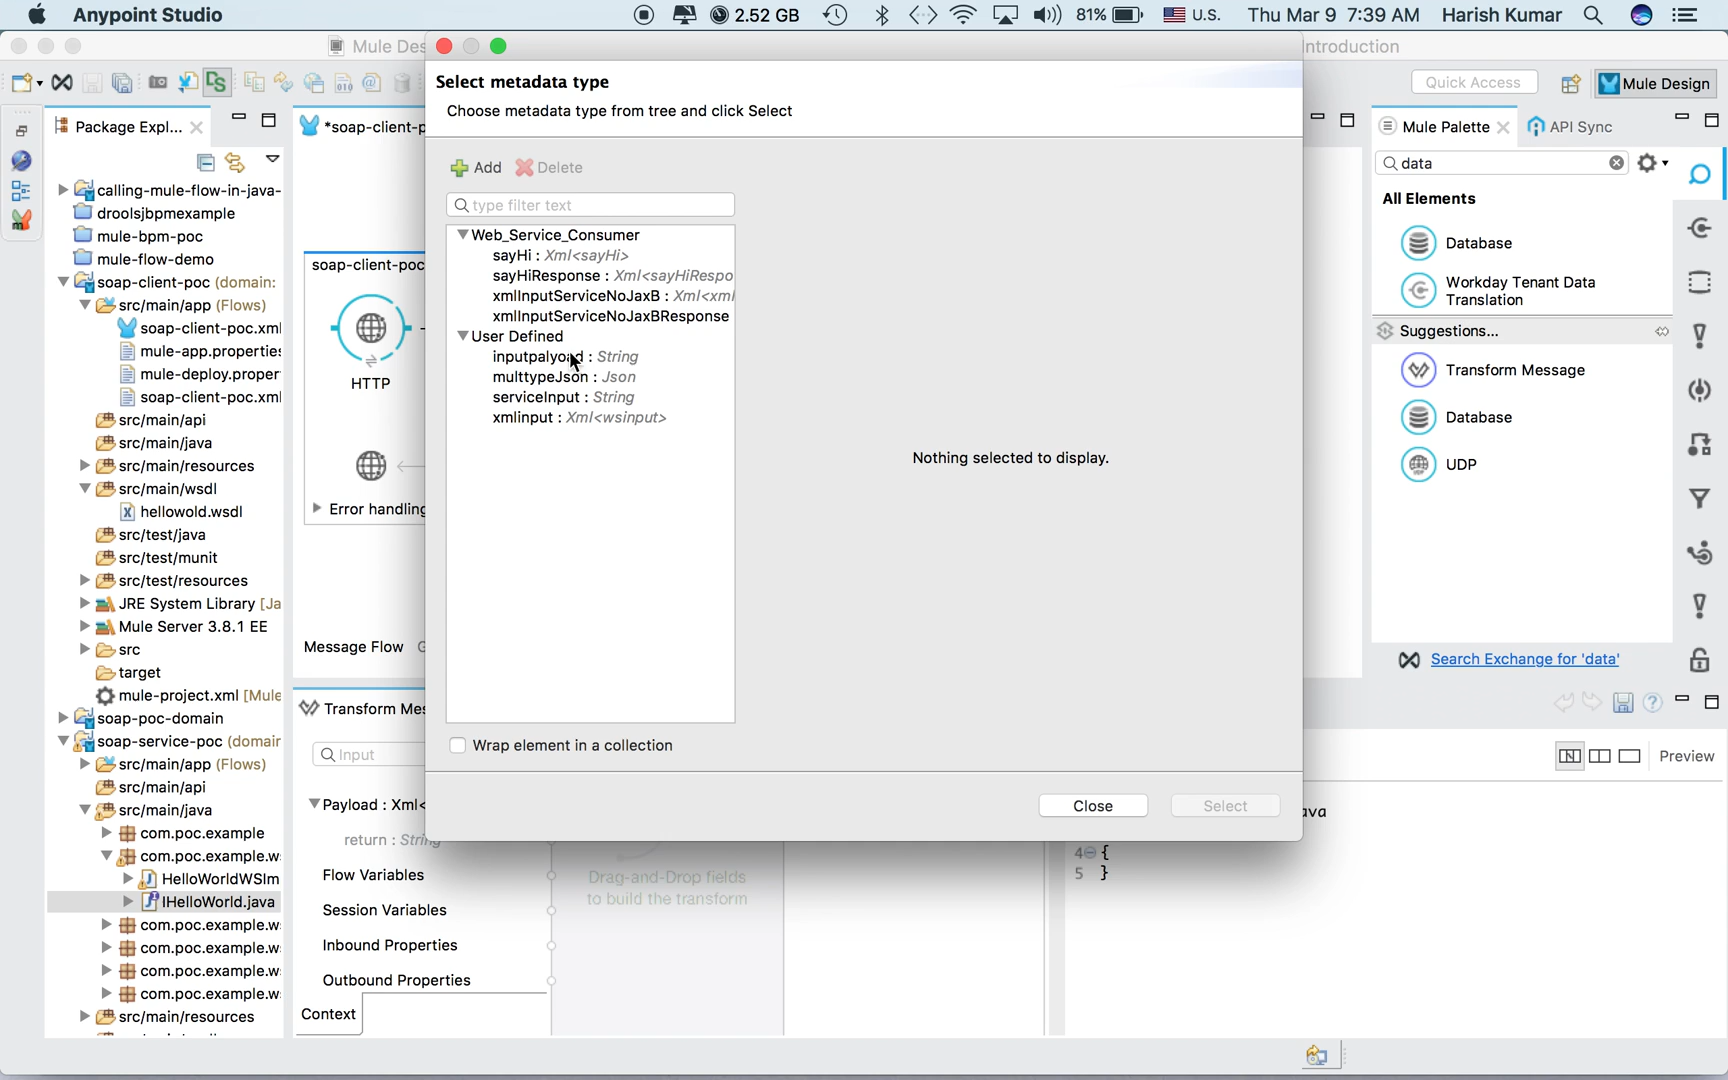 Anypoint Studio
2.52 GB
81%
U.S.
Thu Mar 9 7:39 AM
Harish Kumar
Mule Des
Introduction
Select metadata type
Choose metadata type from tree and click Select
Quick Access
Mule Design
Package Expl...
*soap-client-p
Mule Palette
API Sync
data
All Elements
Database
Workday Tenant Data
Translation
Suggestions...
Transform Message
Database
UDP
Search Exchange for 'data'
calling-mule-flow-in-java-
droolsjbpmexample
mule-bpm-poc
mule-flow-demo
soap-client-poc (domain:
src/main/app (Flows)
soap-client-poc.xml
mule-app.properties
mule-deploy.proper
soap-client-poc.xml
src/main/api
src/main/java
src/main/resources
src/main/wsdl
hellowold.wsdl
src/test/java
src/test/munit
src/test/resources
JRE System Library [Ja
Mule Server 3.8.1 EE
src
target
mule-project.xml [Mule
soap-poc-domain
soap-service-poc (domain
src/main/app (Flows)
src/main/api
src/main/java
com.poc.example
com.poc.example.w
HelloWorldWSIm
IHelloWorld.java
com.poc.example.w
com.poc.example.w
com.poc.example.w
com.poc.example.w
src/main/resources
soap-client-poc
HTTP
Error handling
Message Flow
Add
Delete
type filter text
Web_Service_Consumer
sayHi : Xml<sayHi>
sayHiResponse : Xml<sayHiRespo
xmlInputServiceNoJaxB : Xml<xml
xmlInputServiceNoJaxBResponse
User Defined
inputpalyoad : String
multtypeJson : Json
serviceInput : String
xmlinput : Xml<wsinput>
Nothing selected to display.
Wrap element in a collection
Close
Select
Transform Mes
Input
Payload : Xml<
return : String
Flow Variables
Session Variables
Inbound Properties
Outbound Properties
Context
Drag-and-Drop fields
to build the transform
Preview
ava
4 {
5 }